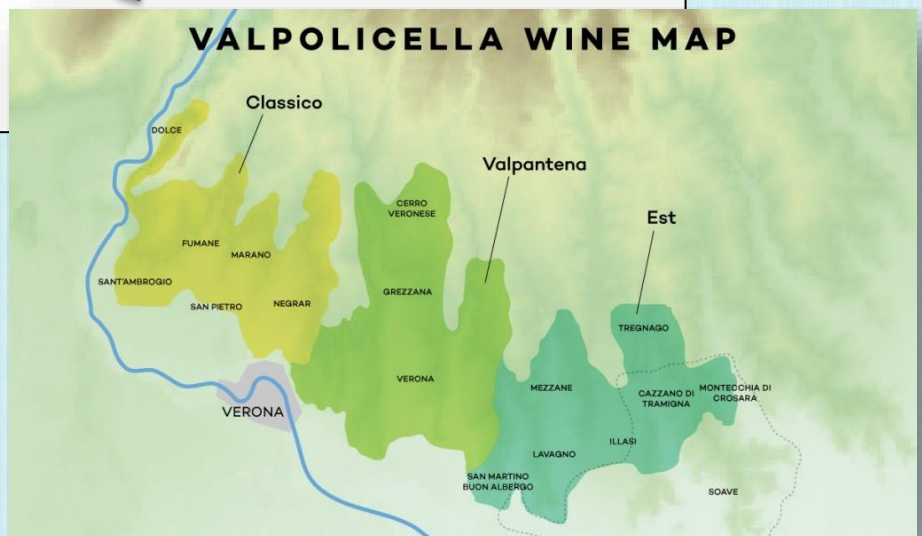 VALPOLICELLA WINE MAP
Classico
DOLCE
Valpantena
CERRO
VERONESE
Est
FUMANE
MARANO
SANT'AMBROGIO
GREZZANA
SAN PIETRO
NEGRAR
TREGNAGO
VERONA
MEZZANE
CAZZANO DI
TRAMIGNA
MONTECCHIA DI
CROSARA
VERONA
ILLASI
LAVAGNO
SAN MARTINO
BUON ALBERGO
SOAVE